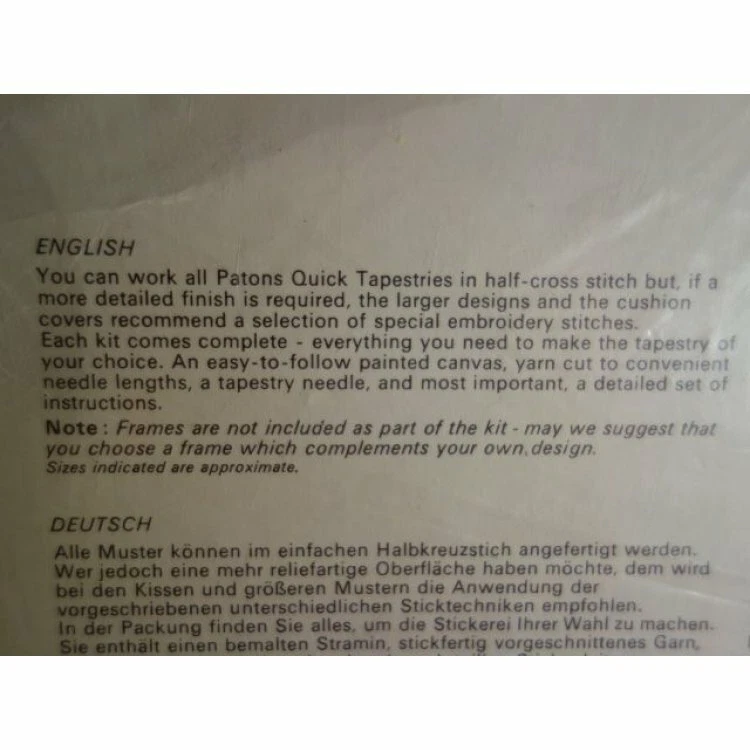 ENGLISH
You can work all Patons Quick Tapestries in half-cross stitch but, if a
more detailed finish is required, the larger designs and the cushion
covers recommend a selection of special embroidery stitches.
Each kit comes complete - everything you need to make the tapestry of
your choice. An easy-to-follow painted canvas, yarn cut to convenient
needle lengths, a tapestry needle, and most important, a detailed set of
instructions.
Note: Frames are not included as part of the kit - may we suggest that
you choose a frame which complements your own design.
Sizes indicated are approximate.
DEUTSCH
Alle Muster können im einfachen Halbkreuzstich angefertigt werden.
Wer jedoch eine mehr reliefartige Oberfläche haben möchte, dem wird
bei den Kissen und größeren Mustern die Anwendung der
vorgeschriebenen unterschiedlichen Sticktechniken empfohlen.
In der Packung finden Sie alles, um die Stickerei Ihrer Wahl zu machen.
Sie enthält einen bemalten Stramin, stickfertig vorgeschnittenes Garn,